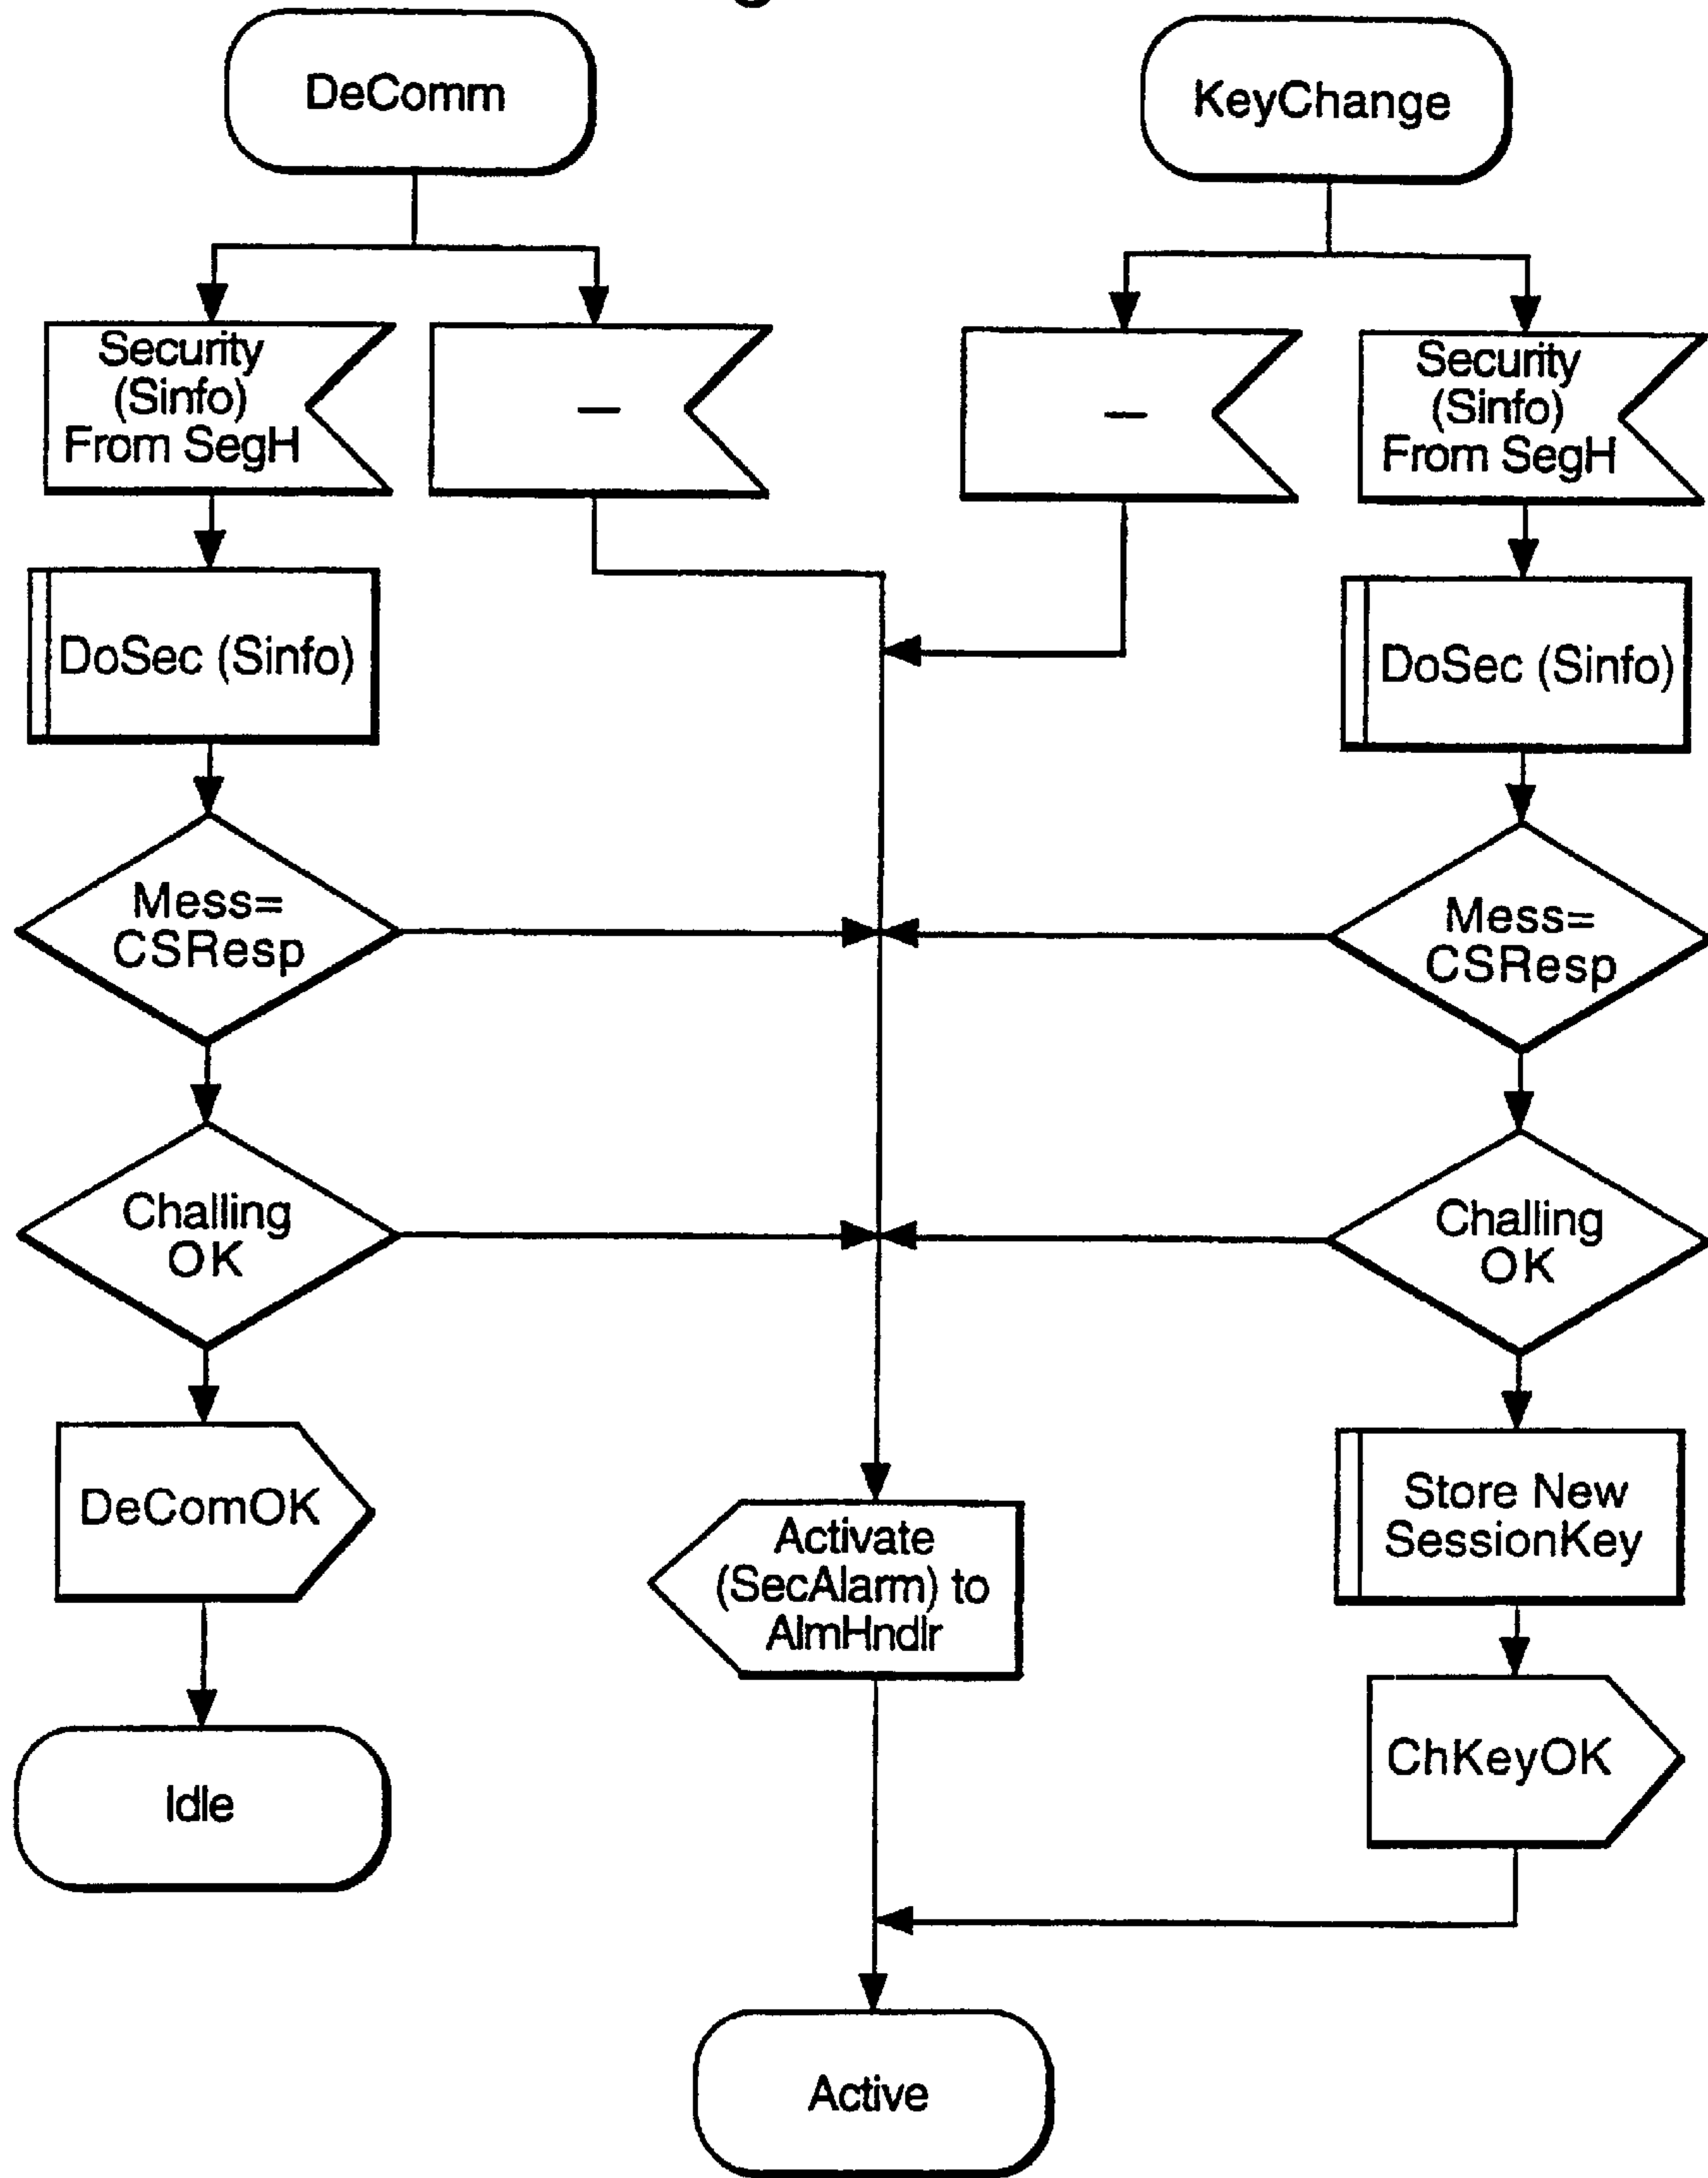 DeComm
KeyChange
Security
(Sinfo)
From SegH
—
—
Security
(Sinfo)
From SegH
DoSec (Sinfo)
DoSec (Sinfo)
Mess=
CSResp
Mess=
CSResp
Challing
OK
Challing
OK
DeComOK
Activate
(SecAlarm) to
AlmHndlr
Store New
SessionKey
ChKeyOK
Idle
Active